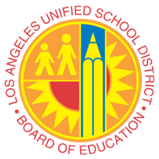 LOS ANGELES UNIFIED SCHOOL DISTRICT
BOARD OF EDUCATION